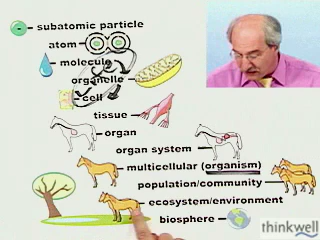 subatomic particle
atom
molecule
organelle
cell
tissue
organ
organ system
multicellular (organism)
population/community
ecosystem/environment
biosphere
thinkwell